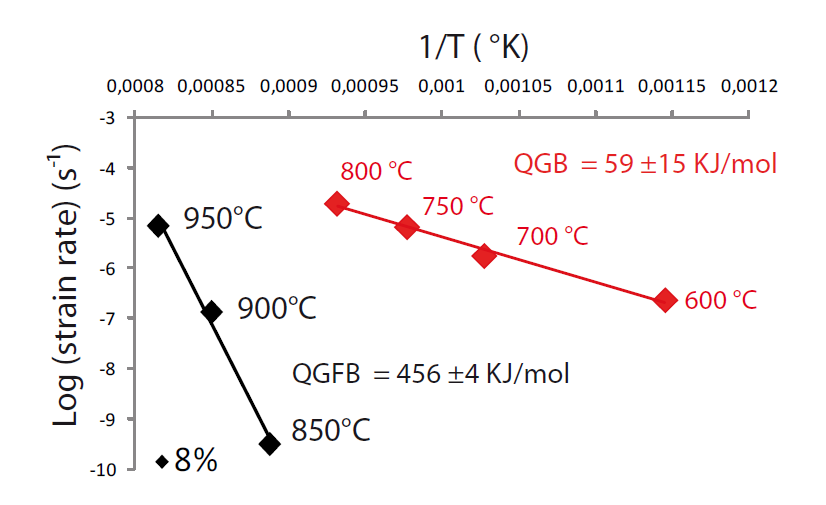 1/T ( °K)
0,0008 0,00085 0,0009 0,00095 0,001 0,00105 0,0011 0,00115 0,0012
Log (strain rate) (s-1)
-3
-4
-5
-6
-7
-8
-9
-10
QGB = 59 ±15 KJ/mol
800 °C
750 °C
700 °C
600 °C
950°C
900°C
850°C
QGFB = 456 ±4 KJ/mol
8%